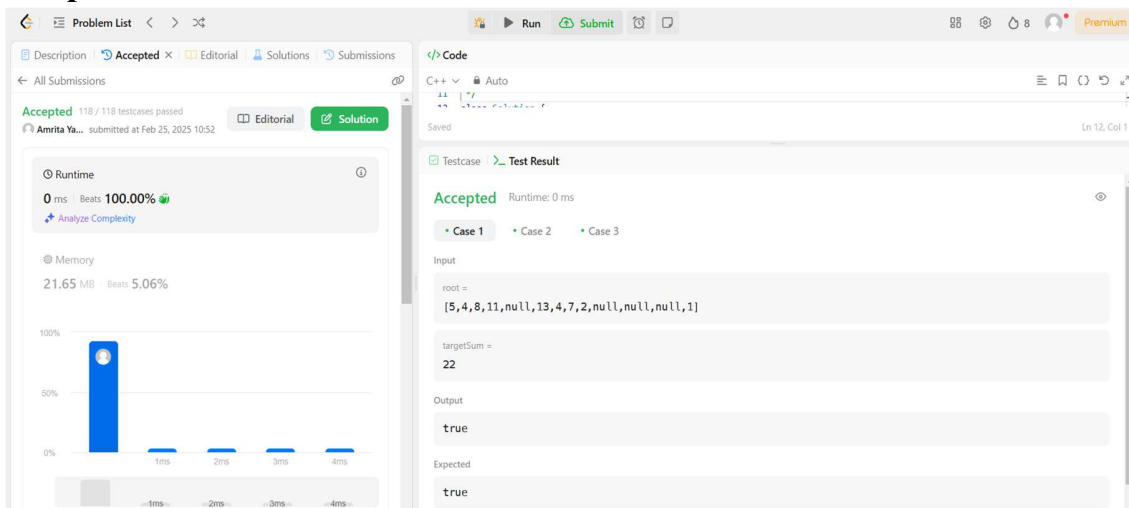 Problem List
Run
Submit
8
Premium
Description
Accepted
Editorial
Solutions
Submissions
All Submissions
Accepted 118 / 118 testcases passed
Amrita Ya... submitted at Feb 25, 2025 10:52
Editorial
Solution
Runtime
0 ms Beats 100.00%
Analyze Complexity
Memory
21.65 MB Beats 5.06%
100%
50%
0%
1ms 2ms 3ms 4ms
1ms 2ms 3ms 4ms
</> Code
C++ Auto
11 */
Saved
Ln 12, Col 1
Testcase
Test Result
Accepted Runtime: 0 ms
Case 1 Case 2 Case 3
Input
root =
[5,4,8,11,null,13,4,7,2,null,null,null,1]
targetSum =
22
Output
true
Expected
true